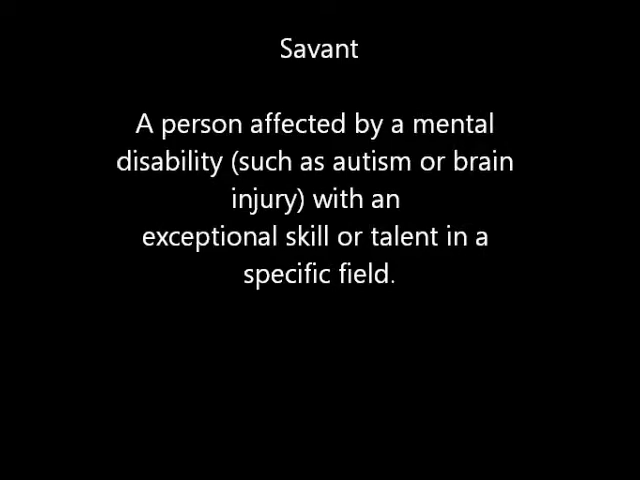 Savant
A person affected by a mental
disability (such as autism or brain
injury) with an
exceptional skill or talent in a
specific field.